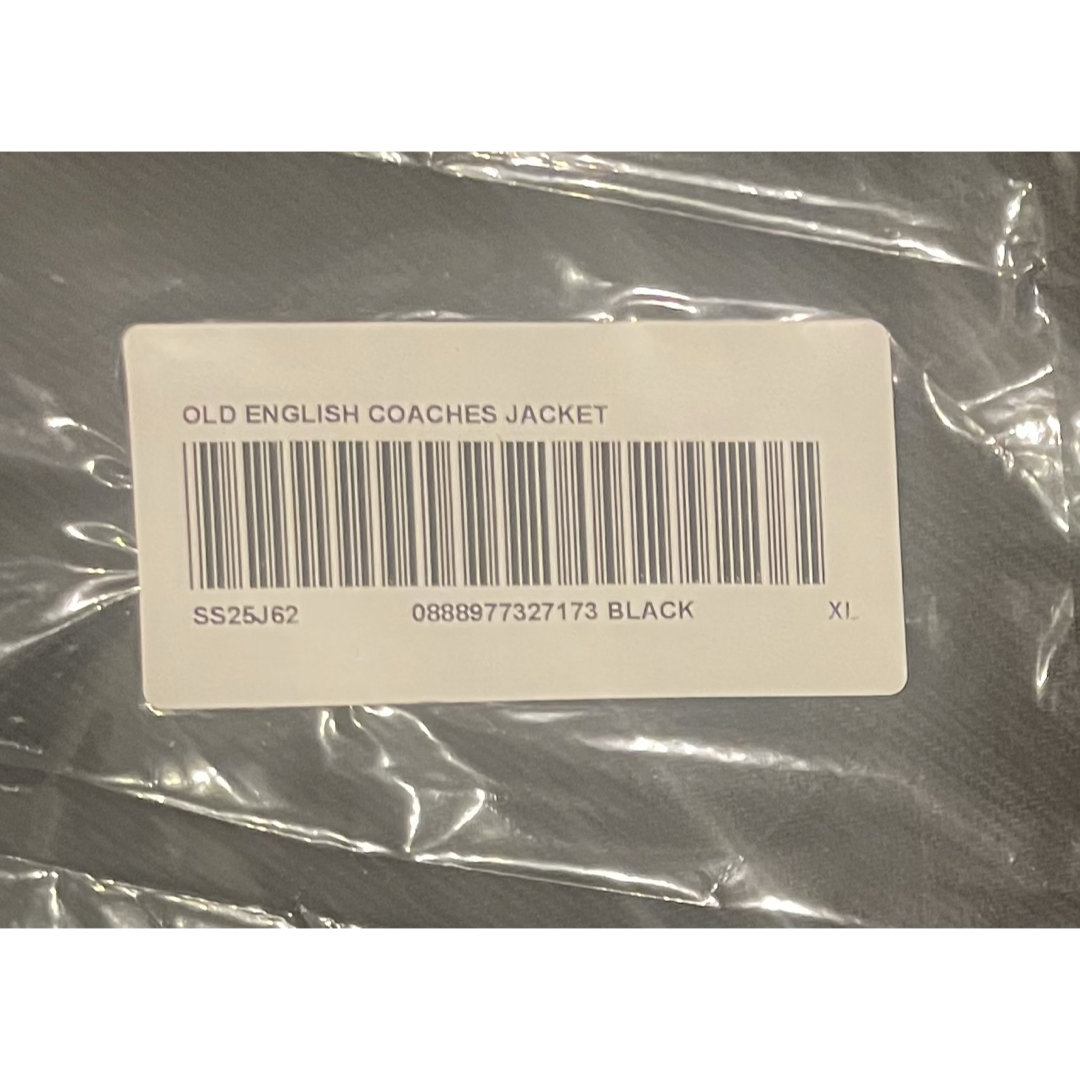 OLD ENGLISH COACHES JACKET
SS25J62 0888977327173 BLACK XL